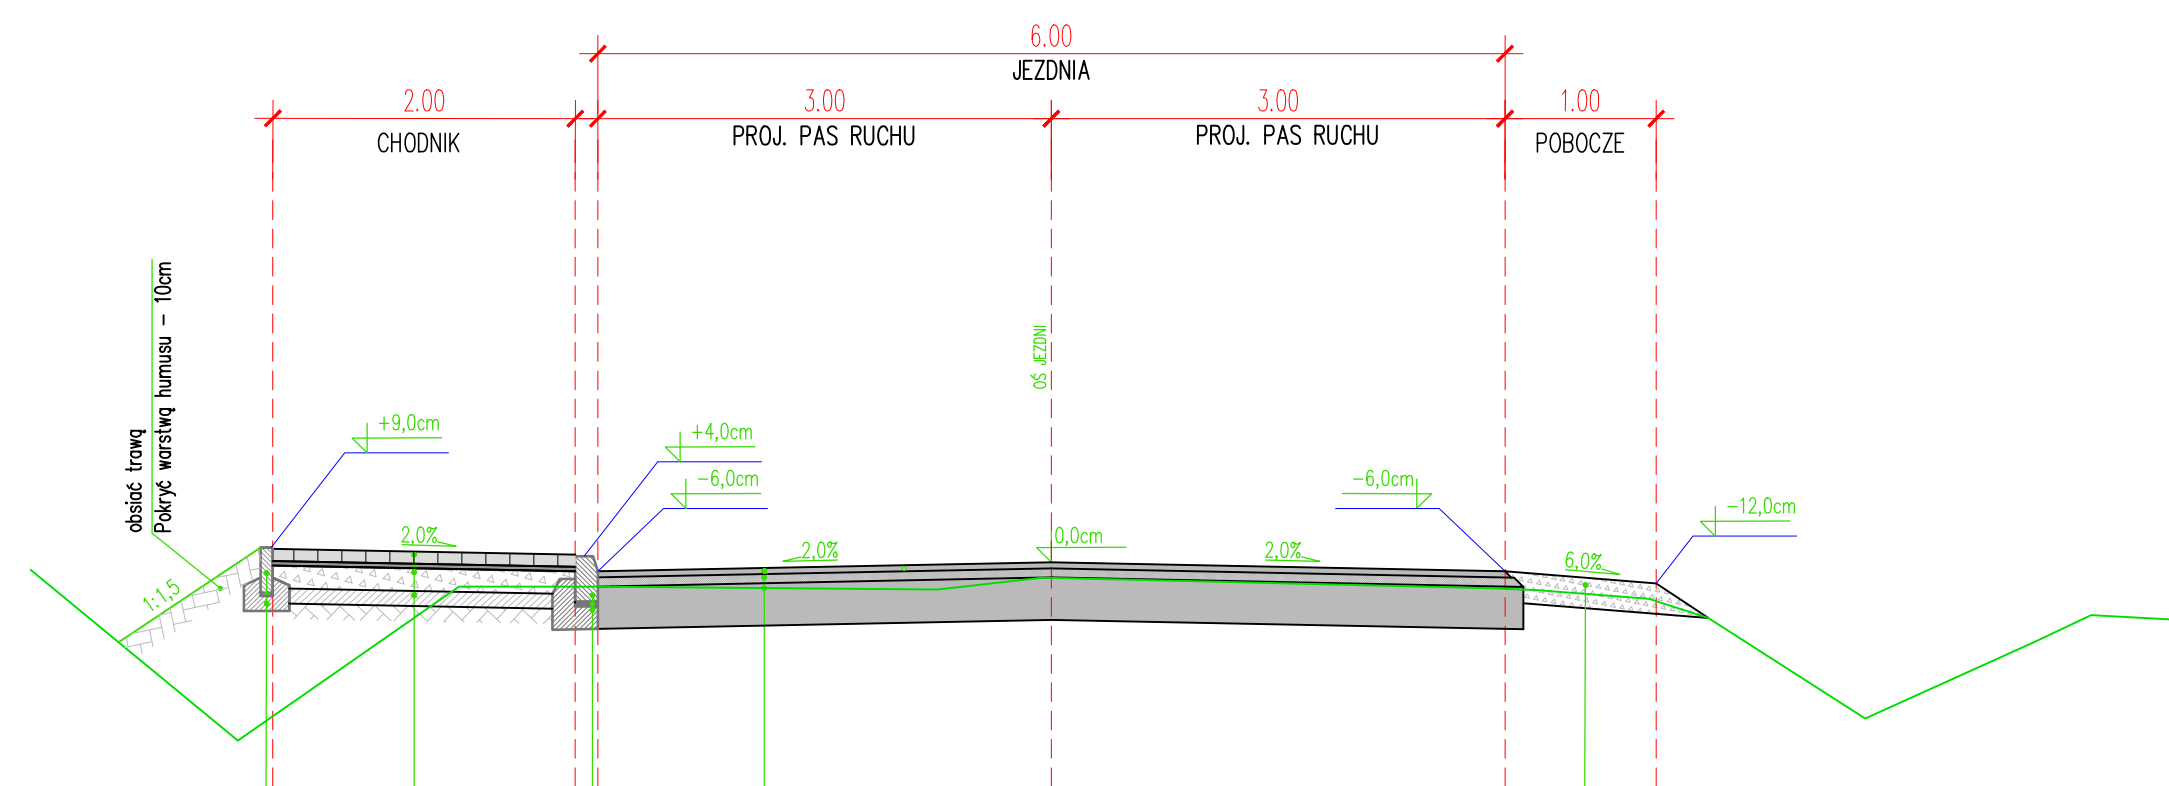 6.00
JEZDNIA
2.00
3.00
3.00
1.00
CHODNIK
PROJ. PAS RUCHU
PROJ. PAS RUCHU
POBOCZE
obsiać trawą
Pokryć warstwą humusu - 10cm
OŚ JEZDNI
+9,0cm
+4,0cm
-6,0cm
-6,0cm
-12,0cm
2,0%
2,0%
0,0cm
2,0%
6,0%
1:1,5